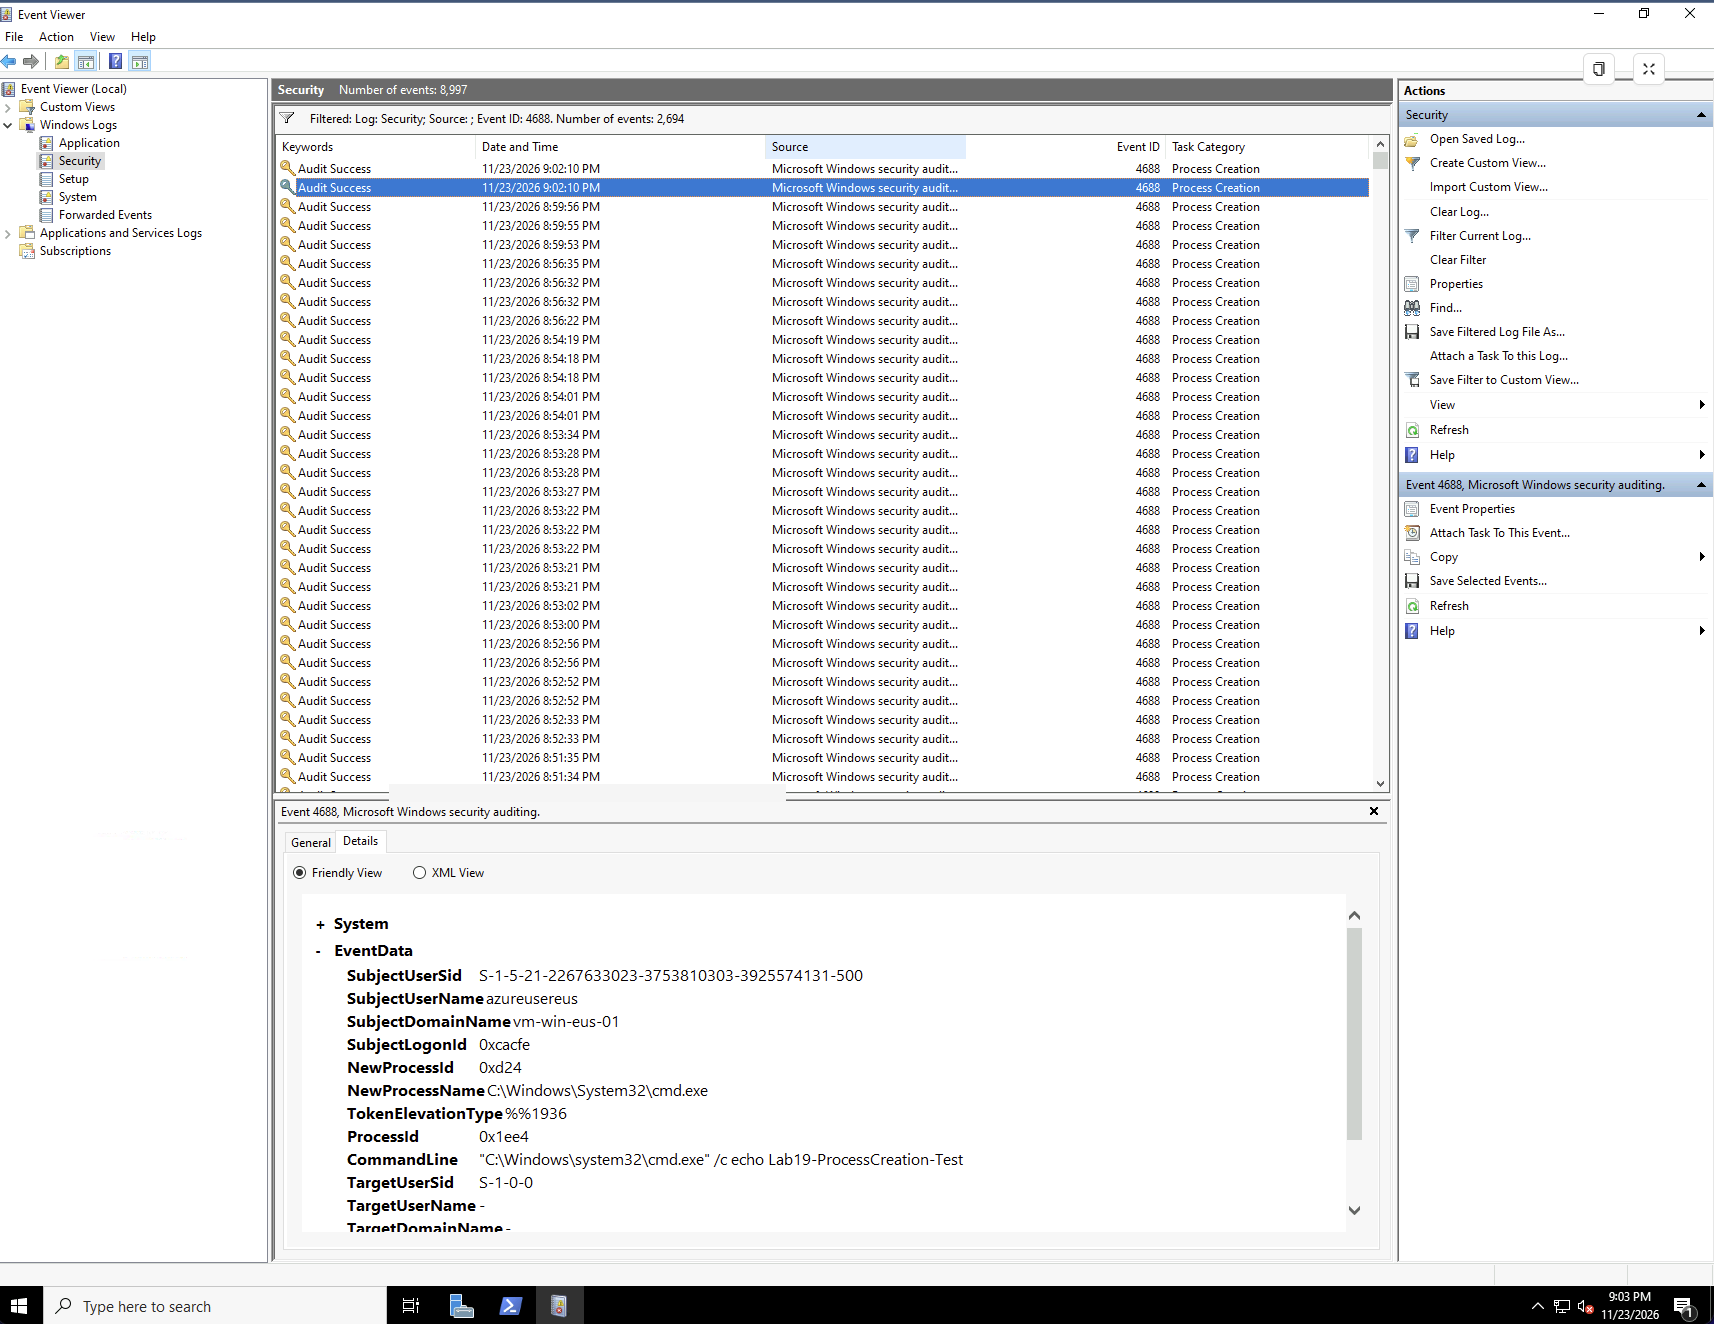 Event Viewer
File Action View Help
Event Viewer (Local)
Custom Views
Windows Logs
Application
Security
Setup
System
Forwarded Events
Applications and Services Logs
Subscriptions
Security Number of events: 8,997
Filtered: Log: Security; Source: ; Event ID: 4688. Number of events: 2,694
Keywords Date and Time Source Event ID Task Category
Audit Success 11/23/2026 9:02:10 PM Microsoft Windows security audit... 4688 Process Creation
Audit Success 11/23/2026 9:02:10 PM Microsoft Windows security audit... 4688 Process Creation
Audit Success 11/23/2026 8:59:56 PM Microsoft Windows security audit... 4688 Process Creation
Audit Success 11/23/2026 8:59:55 PM Microsoft Windows security audit... 4688 Process Creation
Audit Success 11/23/2026 8:59:53 PM Microsoft Windows security audit... 4688 Process Creation
Audit Success 11/23/2026 8:56:35 PM Microsoft Windows security audit... 4688 Process Creation
Audit Success 11/23/2026 8:56:32 PM Microsoft Windows security audit... 4688 Process Creation
Audit Success 11/23/2026 8:56:32 PM Microsoft Windows security audit... 4688 Process Creation
Audit Success 11/23/2026 8:56:22 PM Microsoft Windows security audit... 4688 Process Creation
Audit Success 11/23/2026 8:54:19 PM Microsoft Windows security audit... 4688 Process Creation
Audit Success 11/23/2026 8:54:18 PM Microsoft Windows security audit... 4688 Process Creation
Audit Success 11/23/2026 8:54:18 PM Microsoft Windows security audit... 4688 Process Creation
Audit Success 11/23/2026 8:54:01 PM Microsoft Windows security audit... 4688 Process Creation
Audit Success 11/23/2026 8:54:01 PM Microsoft Windows security audit... 4688 Process Creation
Audit Success 11/23/2026 8:53:34 PM Microsoft Windows security audit... 4688 Process Creation
Audit Success 11/23/2026 8:53:28 PM Microsoft Windows security audit... 4688 Process Creation
Audit Success 11/23/2026 8:53:28 PM Microsoft Windows security audit... 4688 Process Creation
Audit Success 11/23/2026 8:53:27 PM Microsoft Windows security audit... 4688 Process Creation
Audit Success 11/23/2026 8:53:22 PM Microsoft Windows security audit... 4688 Process Creation
Audit Success 11/23/2026 8:53:22 PM Microsoft Windows security audit... 4688 Process Creation
Audit Success 11/23/2026 8:53:22 PM Microsoft Windows security audit... 4688 Process Creation
Audit Success 11/23/2026 8:53:21 PM Microsoft Windows security audit... 4688 Process Creation
Audit Success 11/23/2026 8:53:21 PM Microsoft Windows security audit... 4688 Process Creation
Audit Success 11/23/2026 8:53:02 PM Microsoft Windows security audit... 4688 Process Creation
Audit Success 11/23/2026 8:53:00 PM Microsoft Windows security audit... 4688 Process Creation
Audit Success 11/23/2026 8:52:56 PM Microsoft Windows security audit... 4688 Process Creation
Audit Success 11/23/2026 8:52:56 PM Microsoft Windows security audit... 4688 Process Creation
Audit Success 11/23/2026 8:52:52 PM Microsoft Windows security audit... 4688 Process Creation
Audit Success 11/23/2026 8:52:52 PM Microsoft Windows security audit... 4688 Process Creation
Audit Success 11/23/2026 8:52:33 PM Microsoft Windows security audit... 4688 Process Creation
Audit Success 11/23/2026 8:52:33 PM Microsoft Windows security audit... 4688 Process Creation
Audit Success 11/23/2026 8:51:35 PM Microsoft Windows security audit... 4688 Process Creation
Audit Success 11/23/2026 8:51:34 PM Microsoft Windows security audit... 4688 Process Creation
Event 4688, Microsoft Windows security auditing.
General Details
Friendly View XML View
+ System
- EventData
SubjectUserSid S-1-5-21-2267633023-3753810303-3925574131-500
SubjectUserName azureusereus
SubjectDomainName vm-win-eus-01
SubjectLogonId 0xcacfe
NewProcessId 0xd24
NewProcessName C:\Windows\System32\cmd.exe
TokenElevationType %%1936
ProcessId 0x1ee4
CommandLine "C:\Windows\system32\cmd.exe" /c echo Lab19-ProcessCreation-Test
TargetUserSid S-1-0-0
TargetUserName -
TargetDomainName -
Actions
Security
Open Saved Log...
Create Custom View...
Import Custom View...
Clear Log...
Filter Current Log...
Clear Filter
Properties
Find...
Save Filtered Log File As...
Attach a Task To this Log...
Save Filter to Custom View...
View
Refresh
Help
Event 4688, Microsoft Windows security auditing.
Event Properties
Attach Task To This Event...
Copy
Save Selected Events...
Refresh
Help
Type here to search
9:03 PM
11/23/2026
1